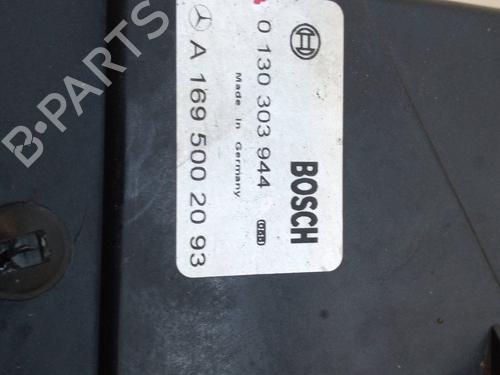 BOSCH
0 130 303 944
Made in Germany
A 169 500 20 93
B-PARTS